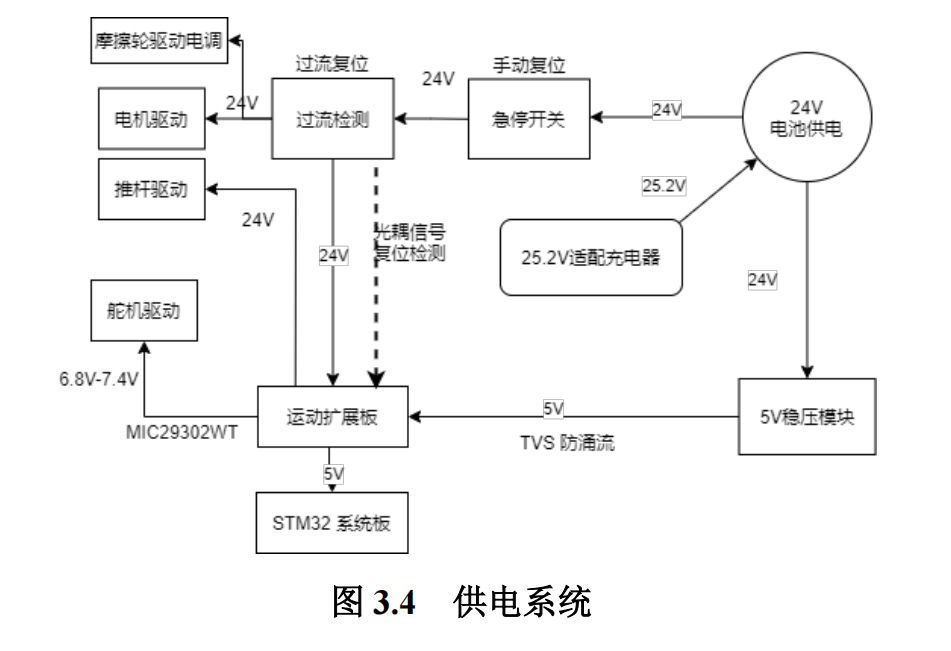 摩擦轮驱动电调
过流复位
手动复位
24V
24V
电机驱动
过流检测
急停开关
24V
24V
电池供电
推杆驱动
24V
25.2V
光耦信号
复位检测
24V
25.2V适配充电器
24V
舵机驱动
6.8V-7.4V
MIC29302WT
运动扩展板
5V
TVS 防涌流
5V稳压模块
5V
STM32 系统板
图 3.4 供电系统